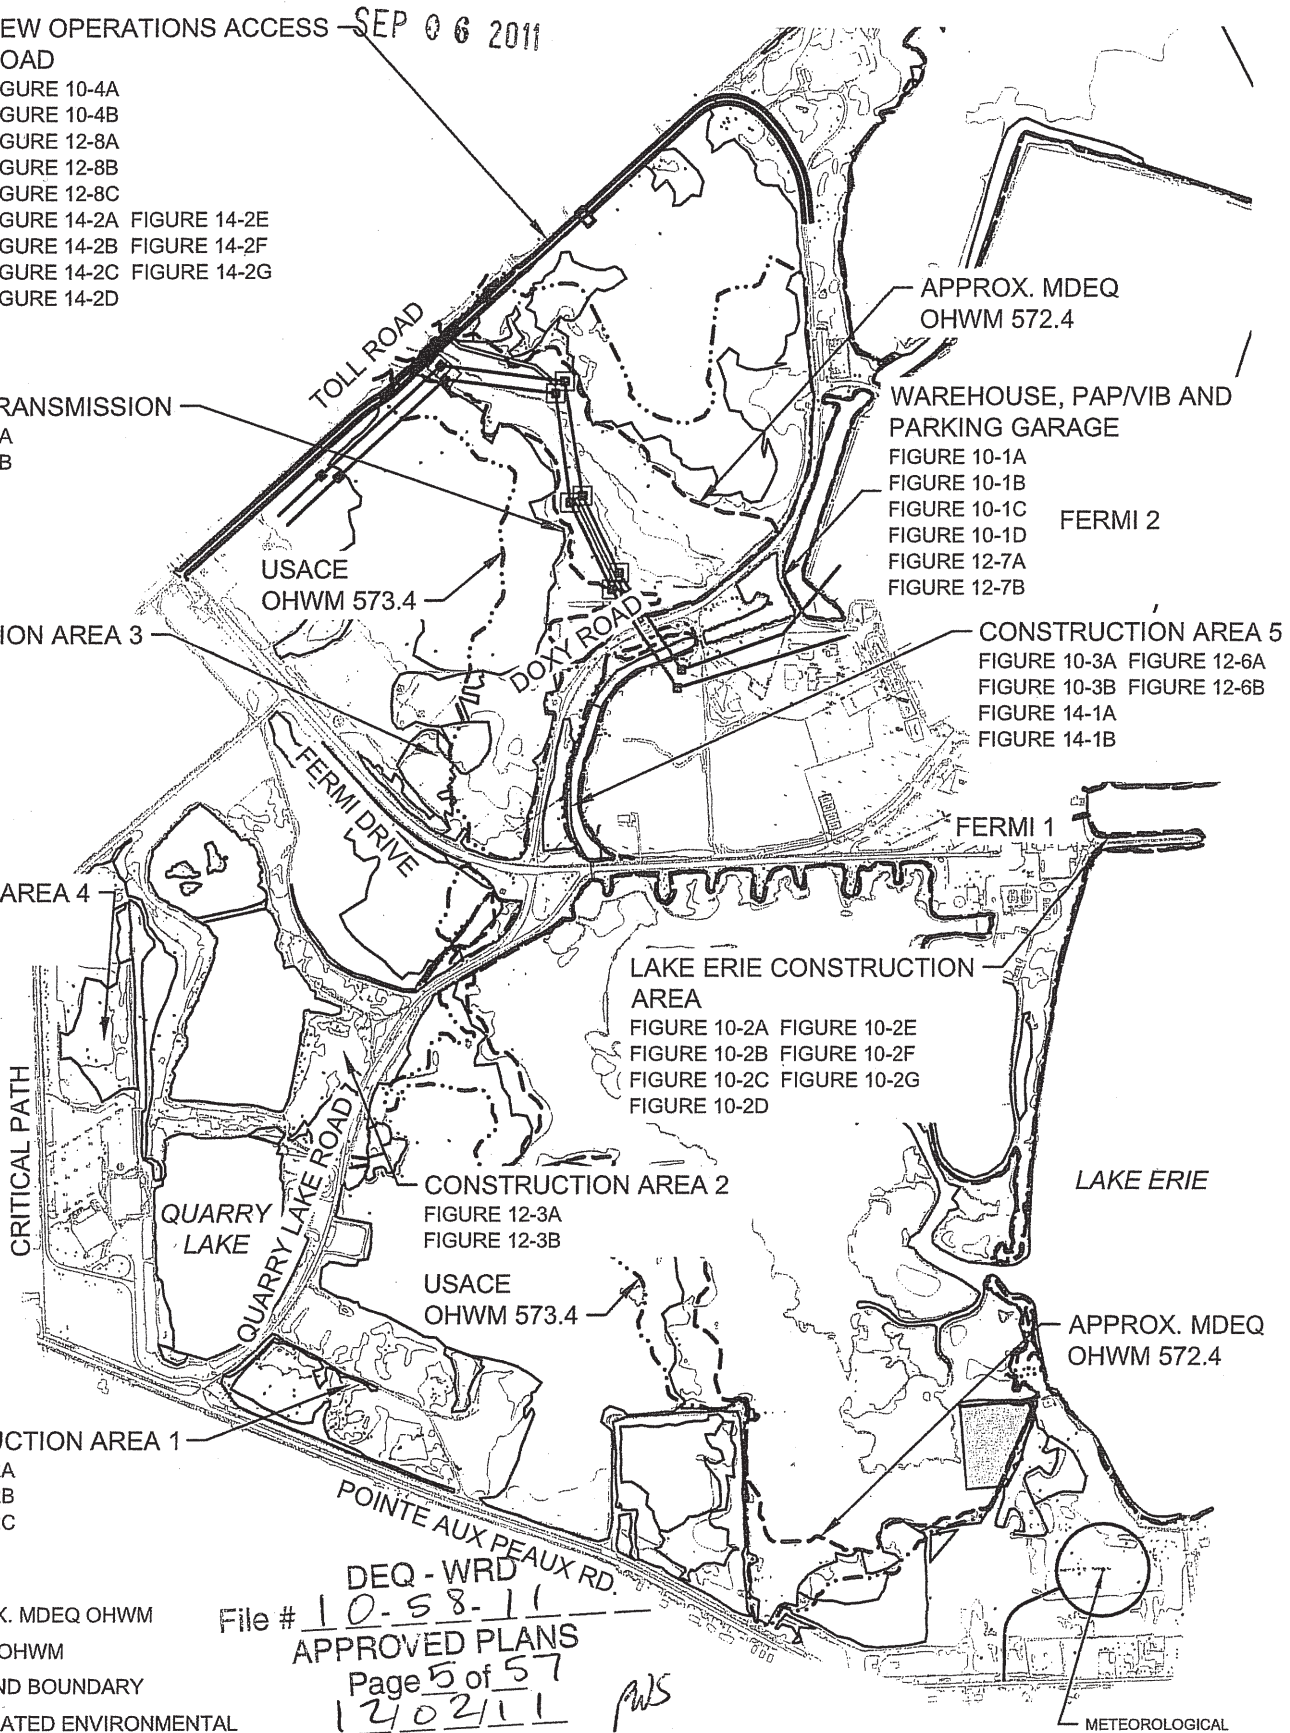 EW OPERATIONS ACCESS
OAD
GURE 10-4A
GURE 10-4B
GURE 12-8A
GURE 12-8B
GURE 12-8C
GURE 14-2A FIGURE 14-2E
GURE 14-2B FIGURE 14-2F
GURE 14-2C FIGURE 14-2G
GURE 14-2D
SEP 06 2011
TOLL ROAD
APPROX. MDEQ
OHWM 572.4
RANSMISSION
A
B
WAREHOUSE, PAP/VIB AND
PARKING GARAGE
FIGURE 10-1A
FIGURE 10-1B
FIGURE 10-1C
FIGURE 10-1D
FIGURE 12-7A
FIGURE 12-7B
FERMI 2
USACE
OHWM 573.4
ION AREA 3
DOXY ROAD
CONSTRUCTION AREA 5
FIGURE 10-3A FIGURE 12-6A
FIGURE 10-3B FIGURE 12-6B
FIGURE 14-1A
FIGURE 14-1B
FERMI DRIVE
FERMI 1
AREA 4
LAKE ERIE CONSTRUCTION
AREA
FIGURE 10-2A FIGURE 10-2E
FIGURE 10-2B FIGURE 10-2F
FIGURE 10-2C FIGURE 10-2G
FIGURE 10-2D
CRITICAL PATH
QUARRY
LAKE
QUARRY LAKE ROAD
CONSTRUCTION AREA 2
FIGURE 12-3A
FIGURE 12-3B
LAKE ERIE
USACE
OHWM 573.4
APPROX. MDEQ
OHWM 572.4
UCTION AREA 1
A
B
C
POINTE AUX PEAUX RD.
DEQ - WRD
File # 10-58-11
APPROVED PLANS
Page 5 of 57
12/02/11
PWS
X. MDEQ OHWM
OHWM
ND BOUNDARY
ATED ENVIRONMENTAL
METEOROLOGICAL